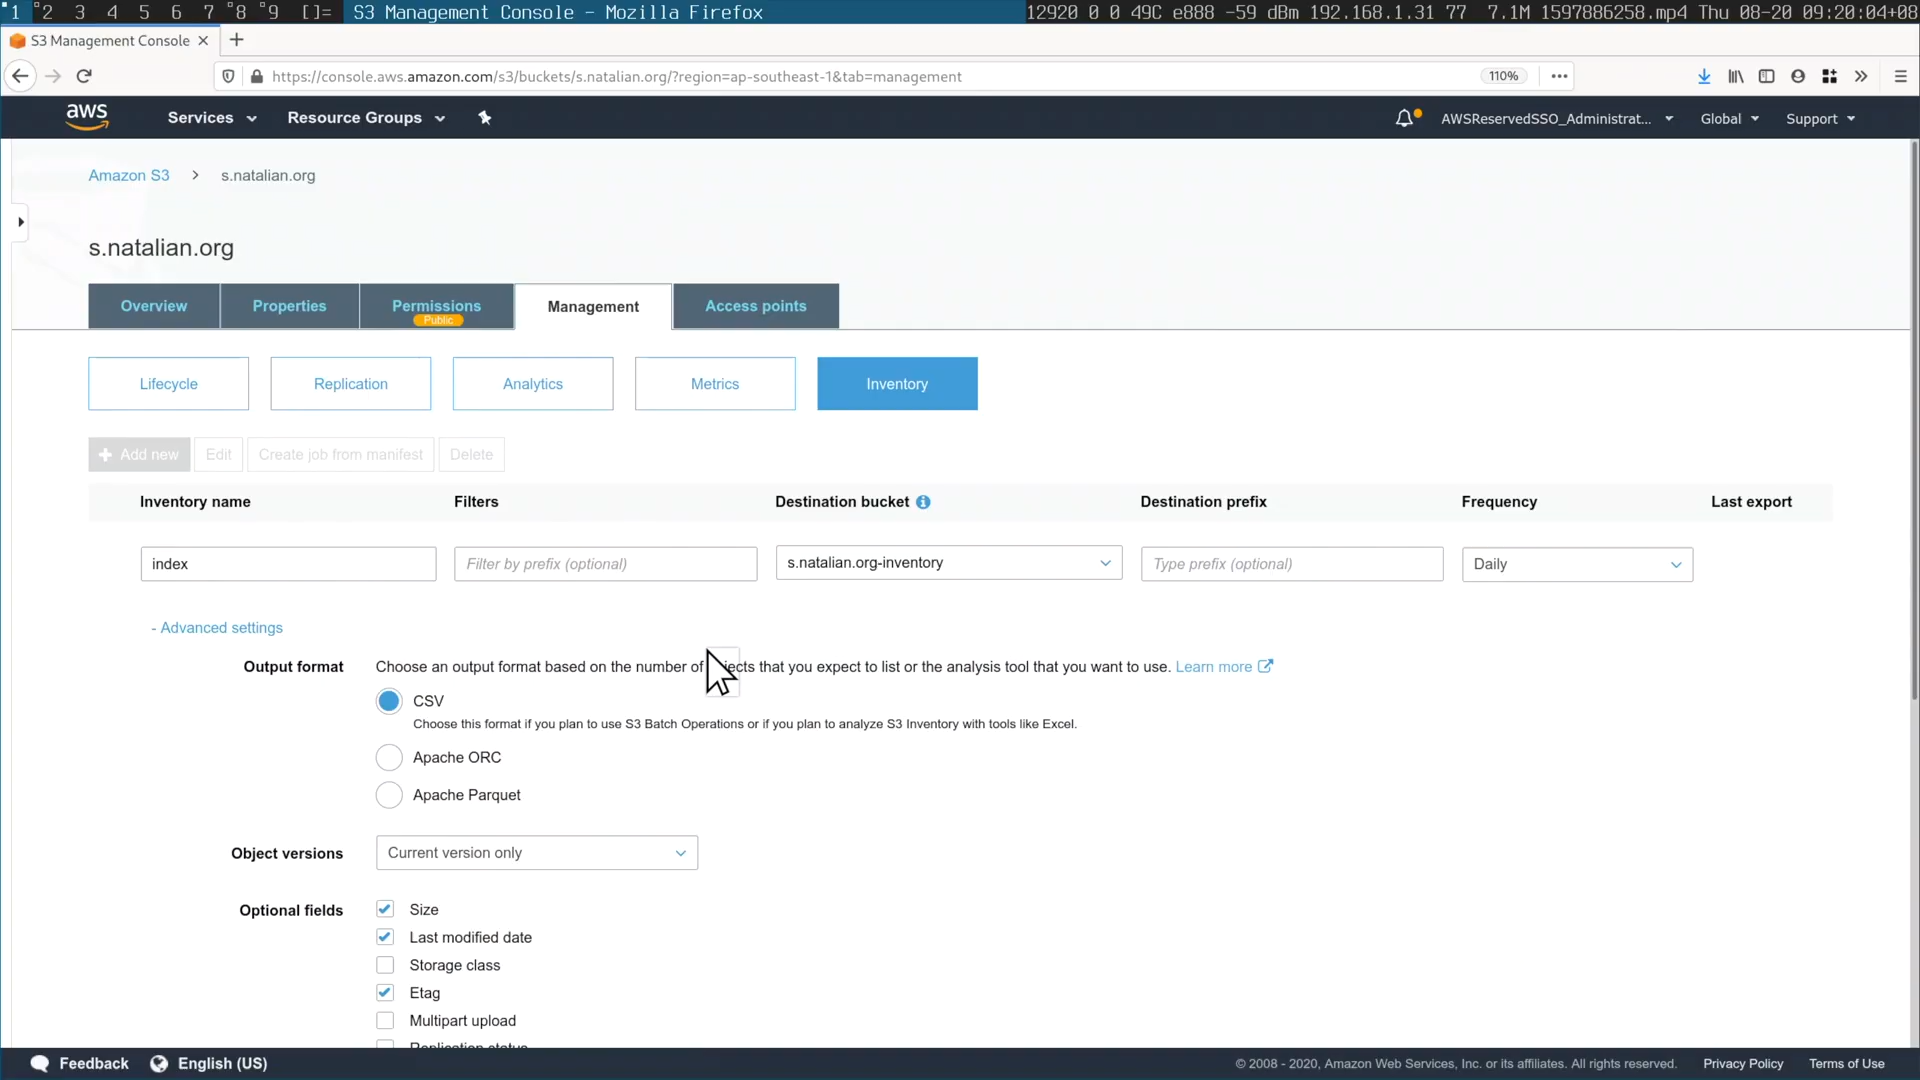 1 2 3 4 5 6 7 8 9 []= S3 Management Console - Mozilla Firefox 12920 0 0 49C e888 -59 dBm 192.168.1.31 77 7.1M 1597886258.mp4 Thu 08-20 09:20:04+08
S3 Management Console
https://console.aws.amazon.com/s3/buckets/s.natalian.org/?region=ap-southeast-1&tab=management 110%
aws Services Resource Groups AWSReservedSSO_Administrat... Global Support
Amazon S3 > s.natalian.org
s.natalian.org
Overview Properties Permissions Management Access points
Public
Lifecycle Replication Analytics Metrics Inventory
+ Add new Edit Create job from manifest Delete
Inventory name Filters Destination bucket Destination prefix Frequency Last export
index Filter by prefix (optional) s.natalian.org-inventory Type prefix (optional) Daily
- Advanced settings
Output format Choose an output format based on the number of that you expect to list or the analysis tool that you want to use. Learn more
CSV
Choose this format if you plan to use S3 Batch Operations or if you plan to analyze S3 Inventory with tools like Excel.
Apache ORC
Apache Parquet
Object versions Current version only
Optional fields Size
Last modified date
Storage class
Etag
Multipart upload
Replication status
Feedback English (US) © 2008 - 2020, Amazon Web Services, Inc. or its affiliates. All rights reserved. Privacy Policy Terms of Use